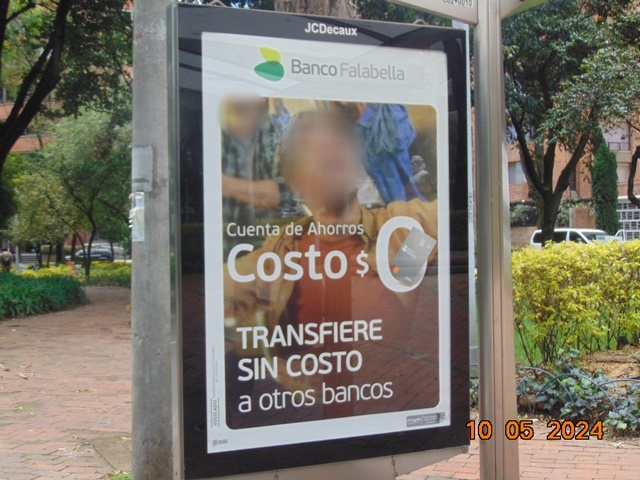 JCDecaux
Banco Falabella
Cuenta de Ahorros
Costo $0
TRANSFIERE
SIN COSTO
a otros bancos
10 05 2024